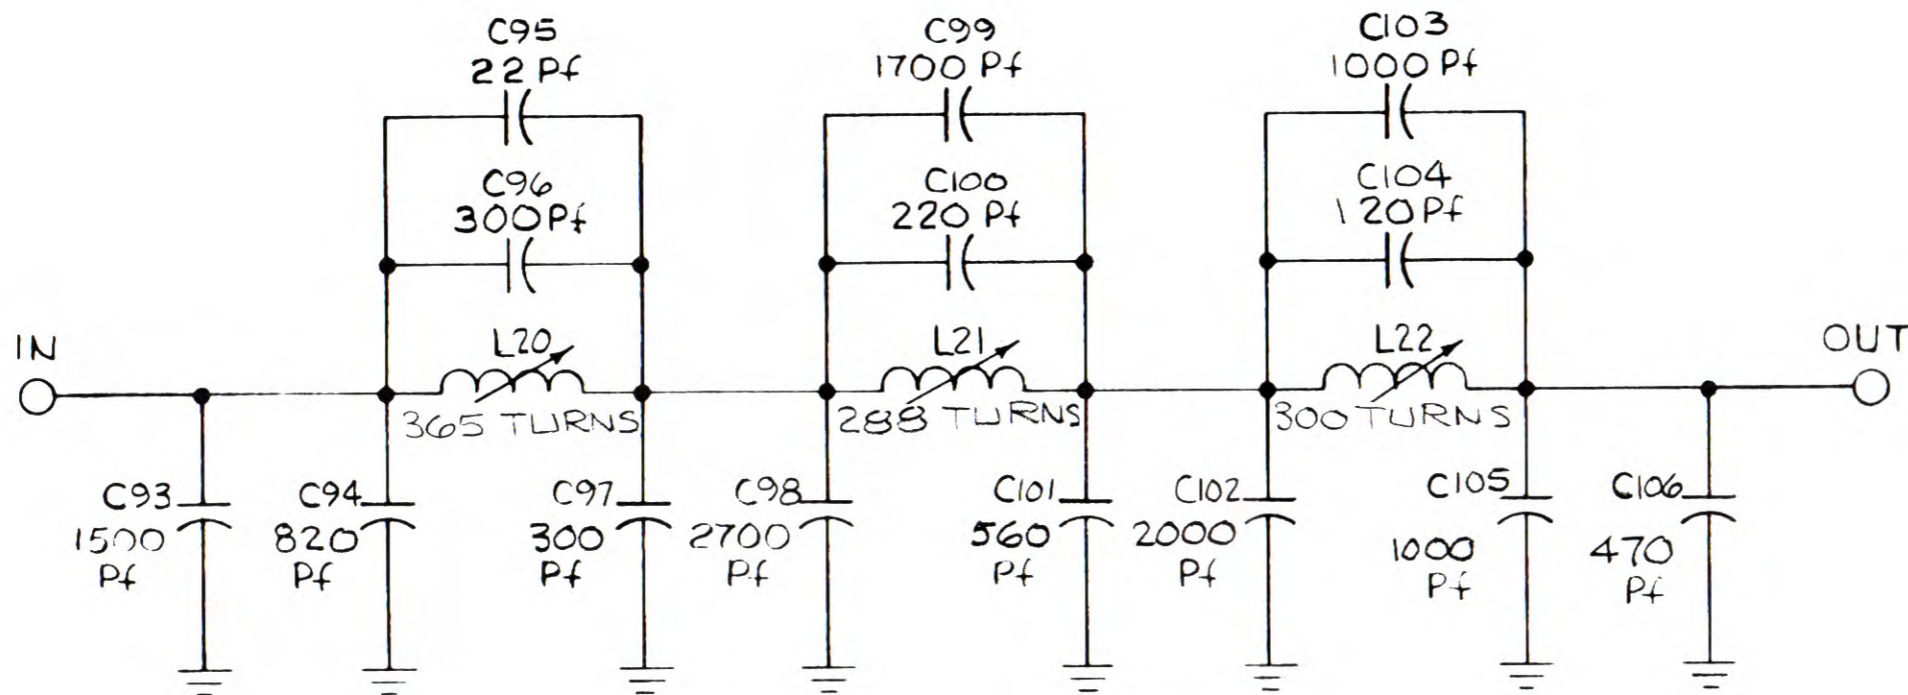 C95
22 Pf
C99
1700 Pf
C103
1000 Pf
C96
300 Pf
C100
220 Pf
C104
120 Pf
IN
L20
365 TURNS
L21
288 TURNS
L22
300 TURNS
OUT
C93
1500
Pf
C94
820
Pf
C97
300
Pf
C98
2700
Pf
C101
560
Pf
C102
2000
Pf
C105
1000
Pf
C106
470
Pf